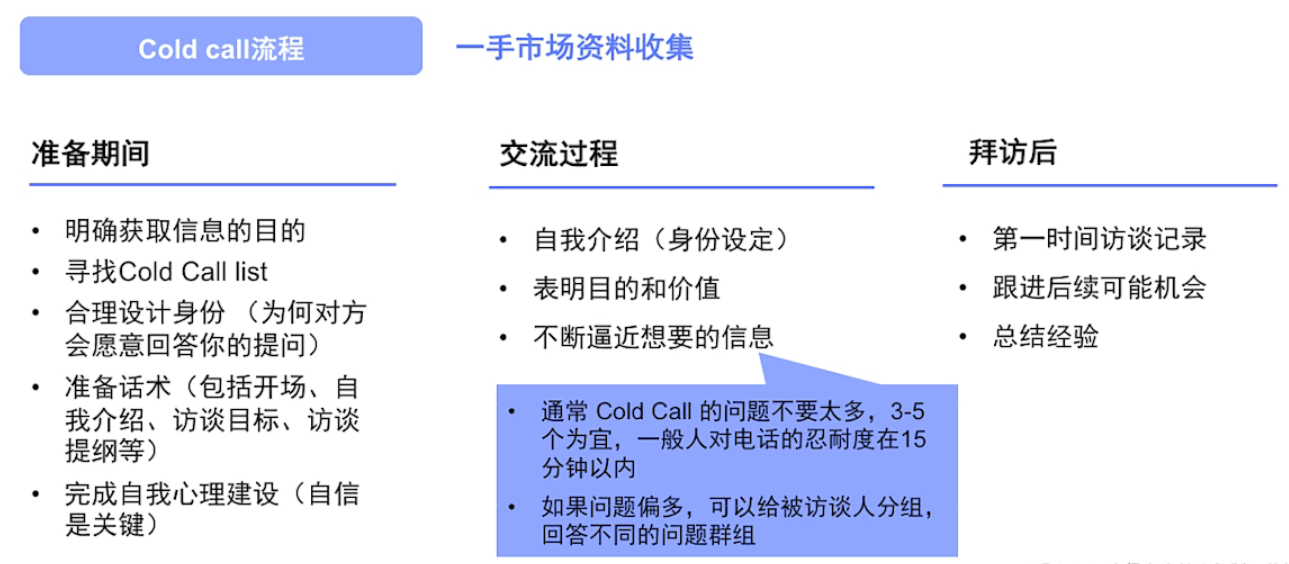 Cold call流程
一手市场资料收集
准备期间
• 明确获取信息的目的
• 寻找Cold Call list
• 合理设计身份 （为何对方
会愿意回答你的提问）
• 准备话术（包括开场、自
我介绍、访谈目标、访谈
提纲等）
• 完成自我心理建设（自信
是关键）
交流过程
• 自我介绍（身份设定）
• 表明目的和价值
• 不断逼近想要的信息
• 通常 Cold Call 的问题不要太多，3-5
个为宜，一般人对电话的忍耐度在15
分钟以内
• 如果问题偏多，可以给被访谈人分组，
回答不同的问题群组
拜访后
• 第一时间访谈记录
• 跟进后续可能机会
• 总结经验